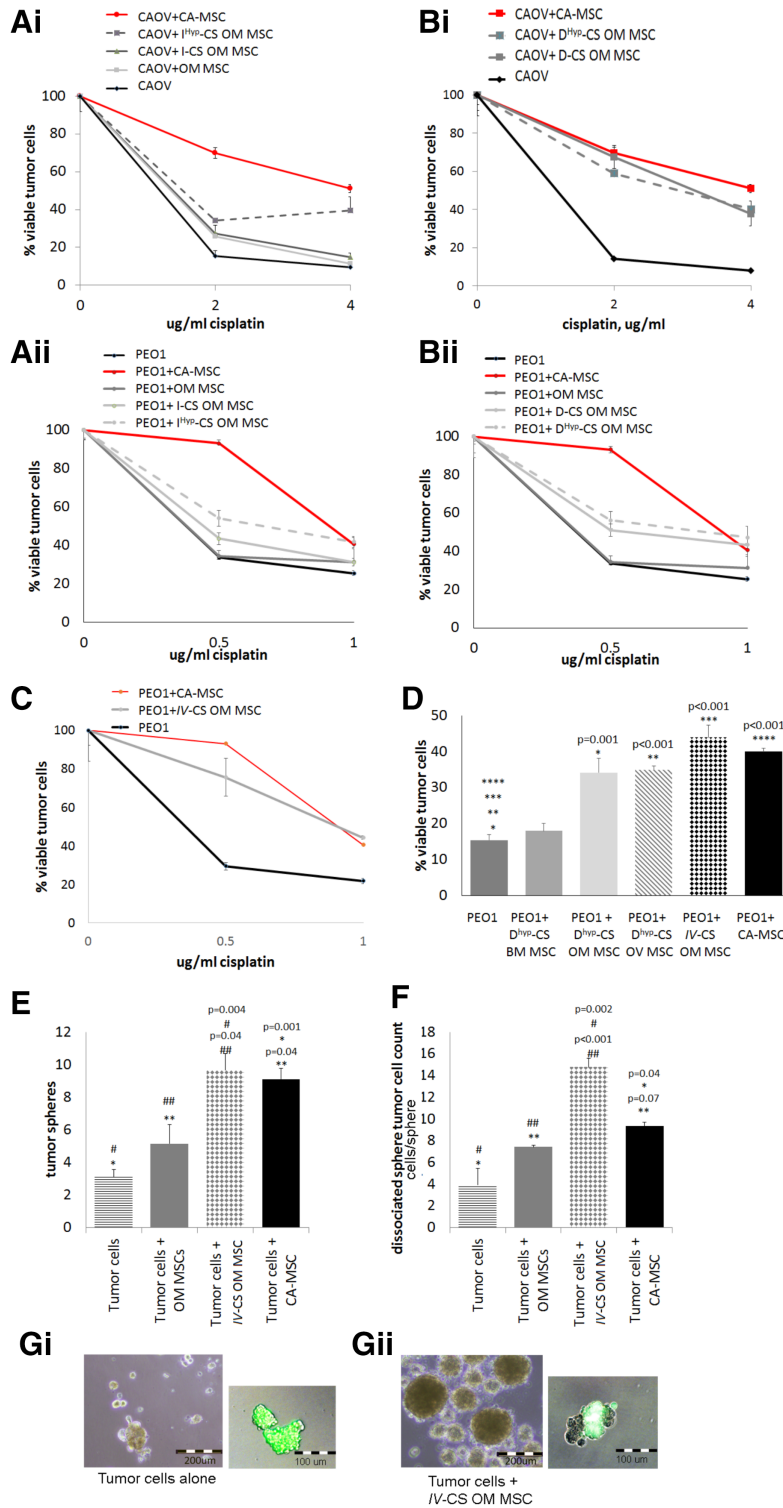 Ai
CAOV+CA-MSC
CAOV+ I^Hyp-CS OM MSC
CAOV+ I-CS OM MSC
CAOV+OM MSC
CAOV
% viable tumor cells
100
80
60
40
20
0
0
2
4
ug/ml cisplatin
Bi
CAOV+CA-MSC
CAOV+ D^Hyp-CS OM MSC
CAOV+ D-CS OM MSC
CAOV
% viable tumor cells
100
80
60
40
20
0
0
2
4
cisplatin, ug/ml
Aii
PEO1
PEO1+CA-MSC
PEO1+OM MSC
PEO1+ I-CS OM MSC
PEO1+ I^Hyp-CS OM MSC
% viable tumor cells
100
80
60
40
20
0
0
0.5
1
ug/ml cisplatin
Bii
PEO1
PEO1+CA-MSC
PEO1+OM MSC
PEO1+ D-CS OM MSC
PEO1+ D^Hyp-CS OM MSC
% viable tumor cells
100
80
60
40
20
0
0
0.5
1
ug/ml cisplatin
C
PEO1+CA-MSC
PEO1+IV-CS OM MSC
PEO1
% viable tumor cells
100
80
60
40
20
0
0
0.5
1
ug/ml cisplatin
D
% viable tumor cells
50
40
30
20
10
0
****
***
**
*
p=0.001
*
p<0.001
**
p<0.001
***
p<0.001
****
PEO1
PEO1+
D^hyp-CS
BM MSC
PEO1 +
D^hyp-CS
OM MSC
PEO1+
D^hyp-CS
OV MSC
PEO1+
IV-CS
OM MSC
PEO1+
CA-MSC
E
tumor spheres
12
10
8
6
4
2
0
#
*
##
**
p=0.004
#
p=0.04
##
p=0.001
*
p=0.04
**
Tumor cells
Tumor cells +
OM MSCs
Tumor cells +
IV-CS OM MSC
Tumor cells +
CA-MSC
F
dissociated sphere tumor cell count
cells/sphere
18
16
14
12
10
8
6
4
2
0
#
*
##
**
p=0.002
#
p<0.001
##
p=0.04
*
p=0.07
**
Tumor cells
Tumor cells +
OM MSCs
Tumor cells +
IV-CS OM MSC
Tumor cells +
CA-MSC
Gi
200um
100 um
Tumor cells alone
Gii
200um
100 um
Tumor cells +
IV-CS OM MSC